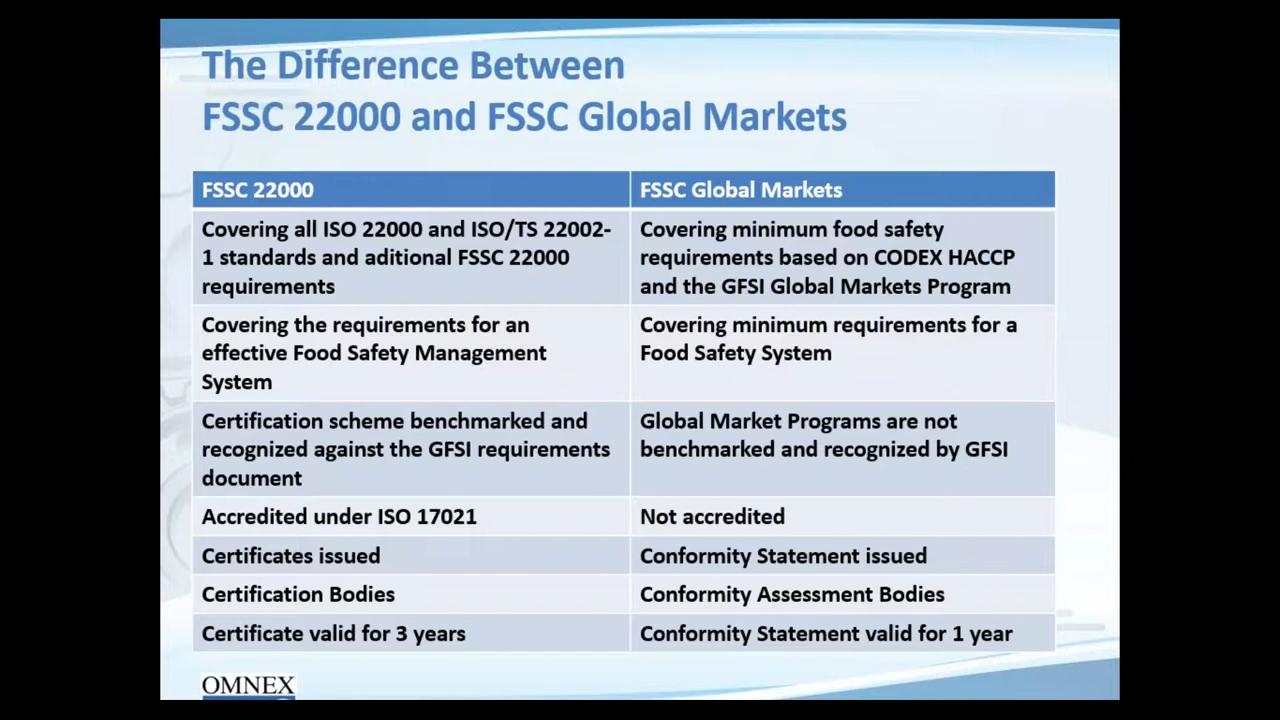 The Difference Between
FSSC 22000 and FSSC Global Markets
FSSC 22000
FSSC Global Markets
Covering all ISO 22000 and ISO/TS 22002-
1 standards and aditional FSSC 22000
requirements
Covering minimum food safety
requirements based on CODEX HACCP
and the GFSI Global Markets Program
Covering the requirements for an
effective Food Safety Management
System
Covering minimum requirements for a
Food Safety System
Certification scheme benchmarked and
recognized against the GFSI requirements
document
Global Market Programs are not
benchmarked and recognized by GFSI
Accredited under ISO 17021
Not accredited
Certificates issued
Conformity Statement issued
Certification Bodies
Conformity Assessment Bodies
Certificate valid for 3 years
Conformity Statement valid for 1 year
OMNEX